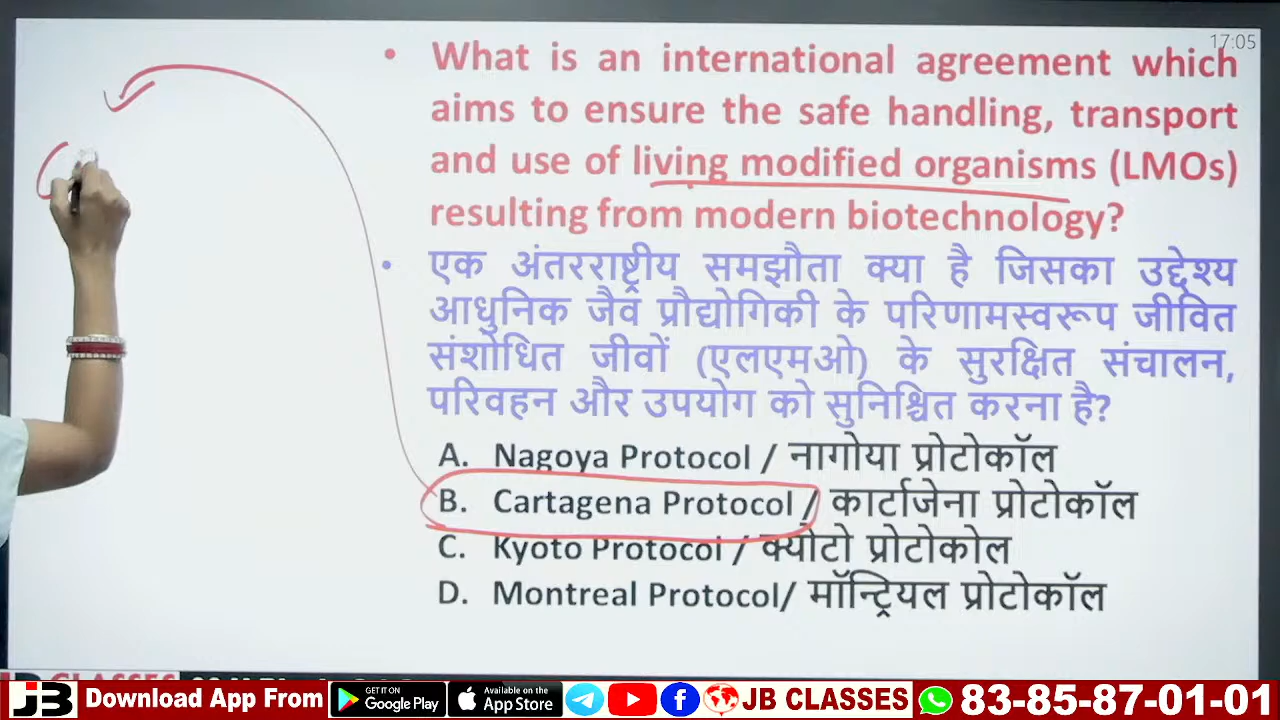 17:05
• What is an international agreement which
aims to ensure the safe handling, transport
and use of living modified organisms (LMOs)
resulting from modern biotechnology?
• एक अंतरराष्ट्रीय समझौता क्या है जिसका उद्देश्य
आधुनिक जैव प्रौद्योगिकी के परिणामस्वरूप जीवित
संशोधित जीवों (एलएमओ) के सुरक्षित संचालन,
परिवहन और उपयोग को सुनिश्चित करना है?
A. Nagoya Protocol / नागोया प्रोटोकॉल
B. Cartagena Protocol / कार्टाजेना प्रोटोकॉल
C. Kyoto Protocol / क्योटो प्रोटोकोल
D. Montreal Protocol/ मॉन्ट्रियल प्रोटोकॉल
CLASSES
JB Download App From GET IT ON Google Play Available on the App Store JB CLASSES 83-85-87-01-01